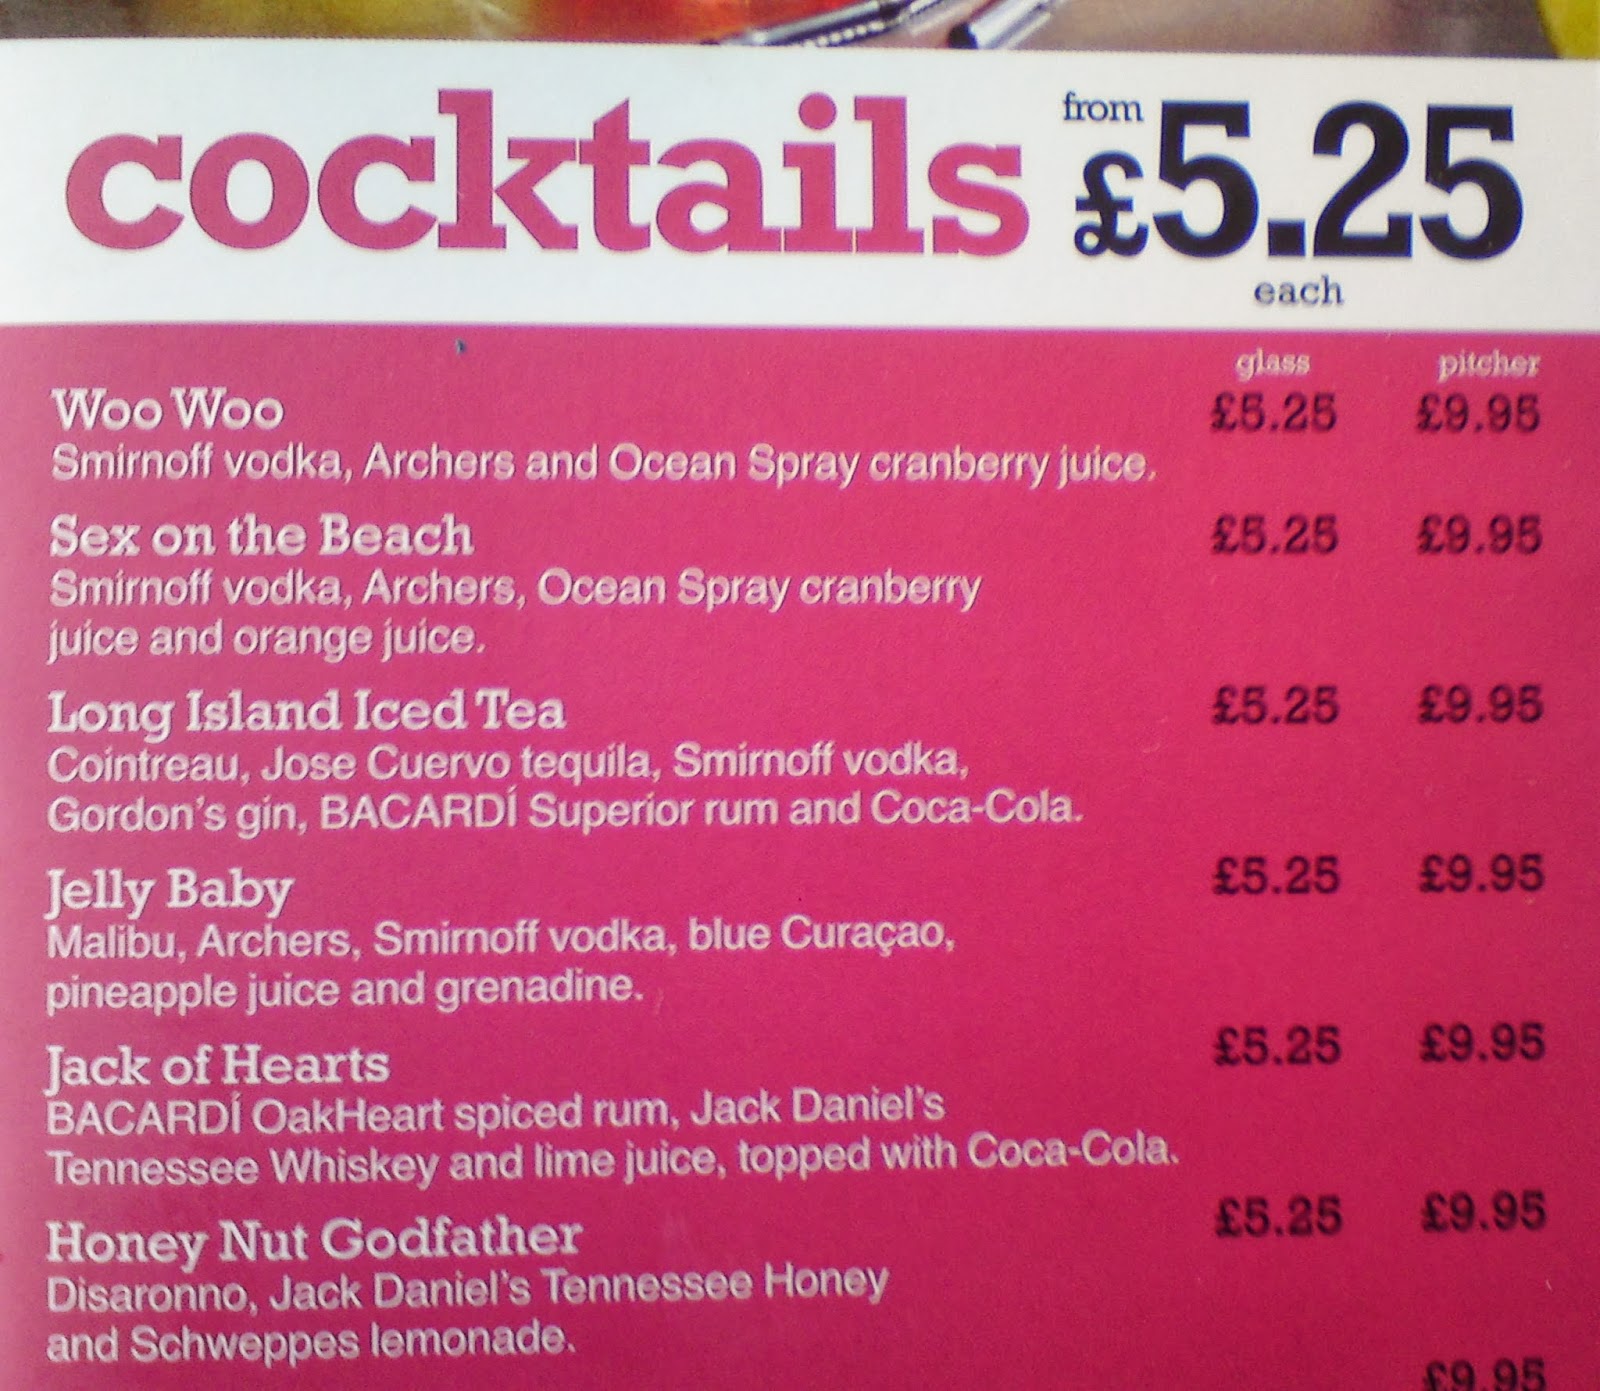 cocktails from £5.25 each
glass pitcher
Woo Woo £5.25 £9.95
Smirnoff vodka, Archers and Ocean Spray cranberry juice.
Sex on the Beach £5.25 £9.95
Smirnoff vodka, Archers, Ocean Spray cranberry
juice and orange juice.
Long Island Iced Tea £5.25 £9.95
Cointreau, Jose Cuervo tequila, Smirnoff vodka,
Gordon's gin, BACARDÍ Superior rum and Coca-Cola.
Jelly Baby £5.25 £9.95
Malibu, Archers, Smirnoff vodka, blue Curaçao,
pineapple juice and grenadine.
Jack of Hearts £5.25 £9.95
BACARDÍ OakHeart spiced rum, Jack Daniel's
Tennessee Whiskey and lime juice, topped with Coca-Cola.
Honey Nut Godfather £5.25 £9.95
Disaronno, Jack Daniel's Tennessee Honey
and Schweppes lemonade.
£9.95